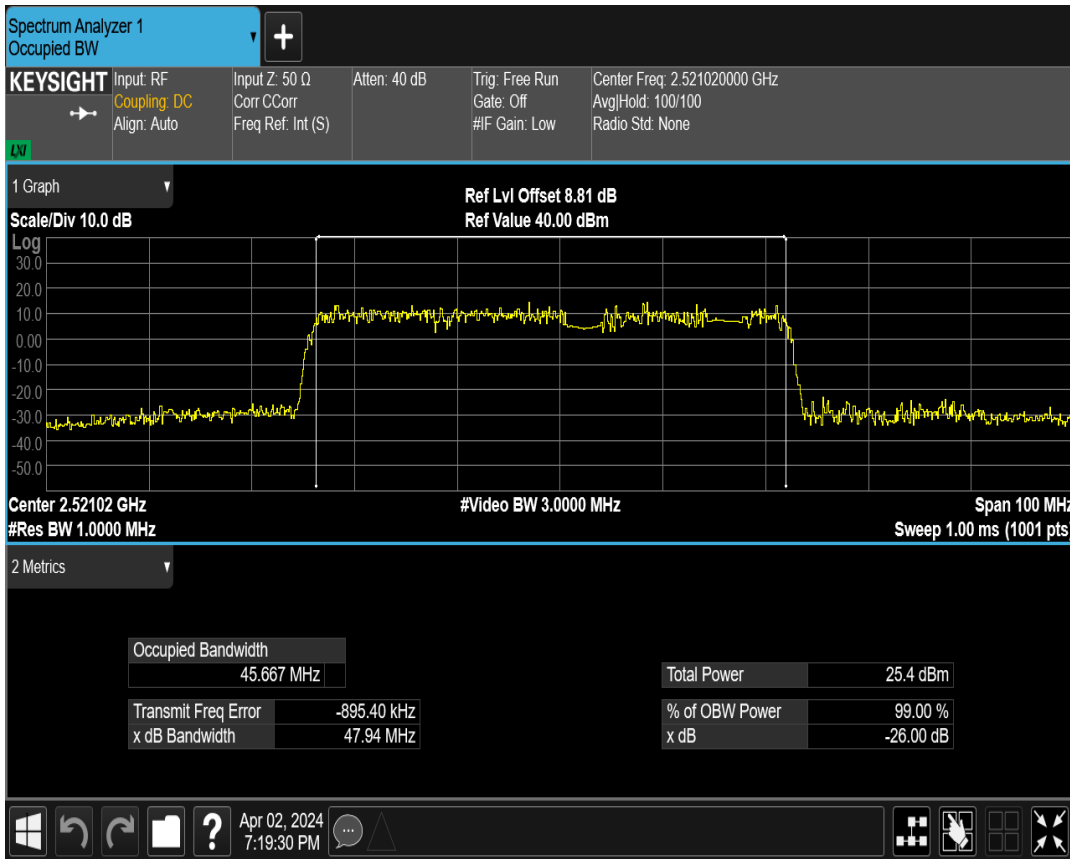 Spectrum Analyzer 1
Occupied BW
+
KEYSIGHT
LXI
Input: RF
Coupling: DC
Align: Auto
Input Z: 50 Ω
Corr CCorr
Freq Ref: Int (S)
Atten: 40 dB
Trig: Free Run
Gate: Off
#IF Gain: Low
Center Freq: 2.521020000 GHz
Avg|Hold: 100/100
Radio Std: None
1 Graph
Scale/Div 10.0 dB
Ref Lvl Offset 8.81 dB
Ref Value 40.00 dBm
Log
30.0
20.0
10.0
0.00
-10.0
-20.0
-30.0
-40.0
-50.0
Center 2.52102 GHz
#Video BW 3.0000 MHz
Span 100 MHz
#Res BW 1.0000 MHz
Sweep 1.00 ms (1001 pts)
2 Metrics
Occupied Bandwidth
45.667 MHz
Total Power 25.4 dBm
Transmit Freq Error -895.40 kHz
% of OBW Power 99.00 %
x dB Bandwidth 47.94 MHz
x dB -26.00 dB
?
Apr 02, 2024
7:19:30 PM